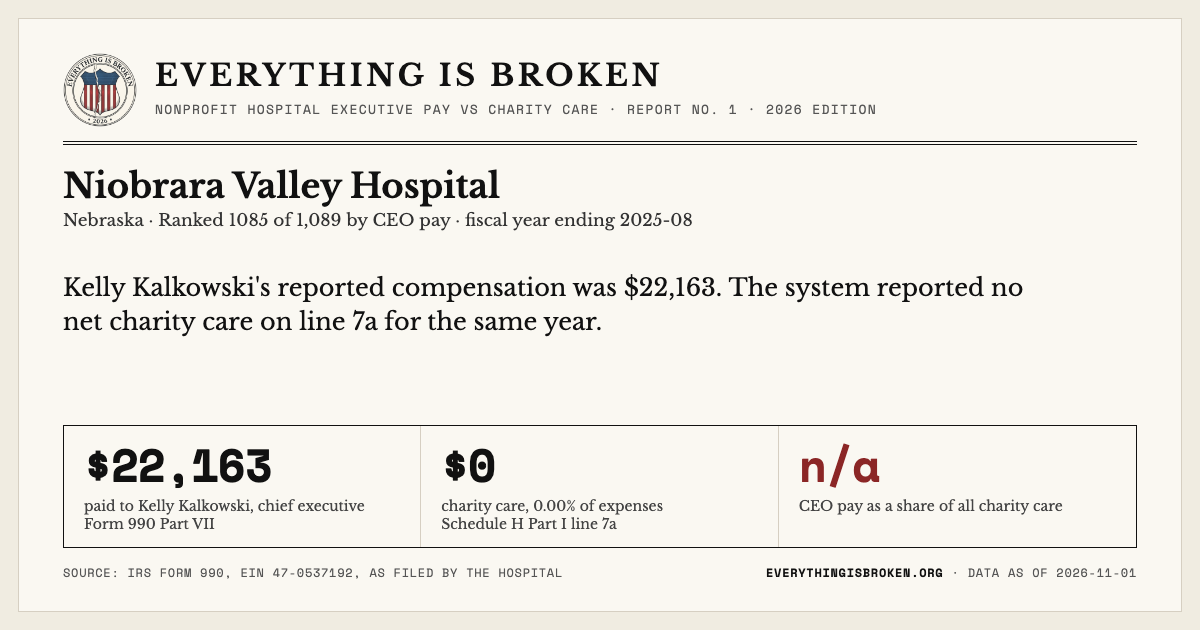 EVERYTHING IS BROKEN
· 2026 ·
EVERYTHING IS BROKEN
NONPROFIT HOSPITAL EXECUTIVE PAY VS CHARITY CARE · REPORT NO. 1 · 2026 EDITION
Niobrara Valley Hospital
Nebraska · Ranked 1085 of 1,089 by CEO pay · fiscal year ending 2025-08
Kelly Kalkowski's reported compensation was $22,163. The system reported no
net charity care on line 7a for the same year.
$22,163
paid to Kelly Kalkowski, chief executive
Form 990 Part VII
$0
charity care, 0.00% of expenses
Schedule H Part I line 7a
n/a
CEO pay as a share of all charity care
SOURCE: IRS FORM 990, EIN 47-0537192, AS FILED BY THE HOSPITAL
EVERYTHINGISBROKEN.ORG · DATA AS OF 2026-11-01